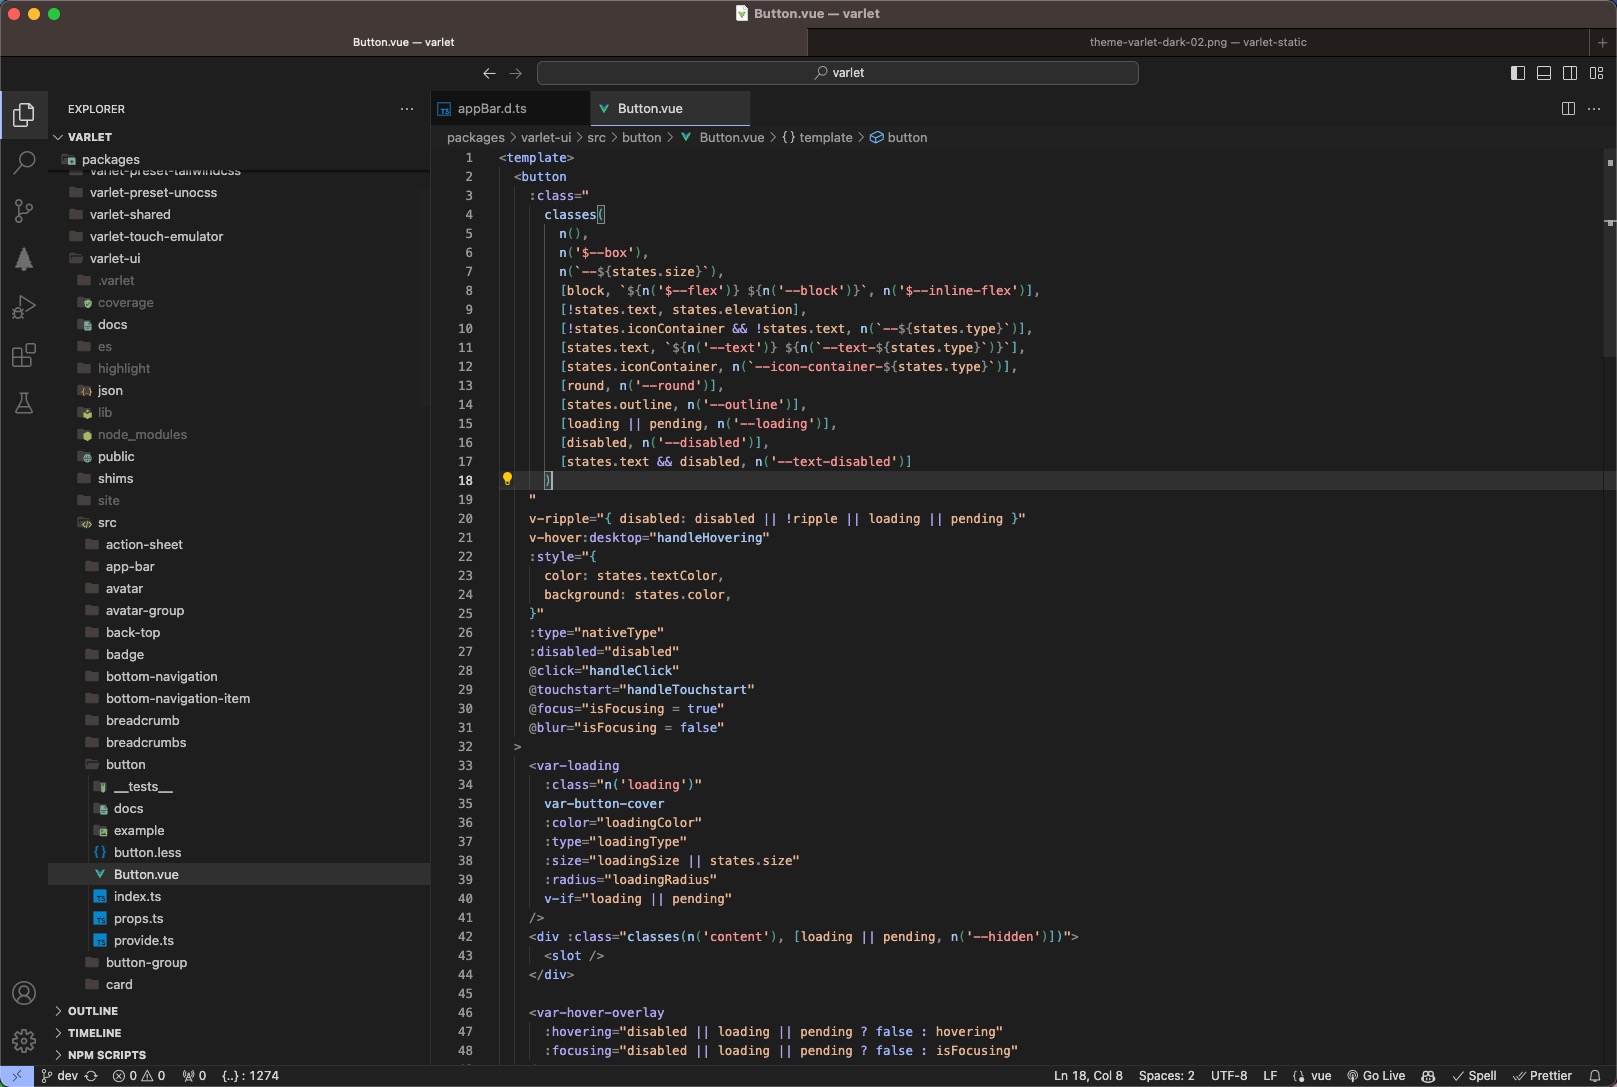 Button.vue — varlet
Button.vue — varlet
theme-varlet-dark-02.png — varlet-static
varlet
EXPLORER
VARLET
packages
varlet-preset-tailwindcss
varlet-preset-unocss
varlet-shared
varlet-touch-emulator
varlet-ui
.varlet
coverage
docs
es
highlight
json
lib
node_modules
public
shims
site
src
action-sheet
app-bar
avatar
avatar-group
back-top
badge
bottom-navigation
bottom-navigation-item
breadcrumb
breadcrumbs
button
__tests__
docs
example
button.less
Button.vue
index.ts
props.ts
provide.ts
button-group
card
OUTLINE
TIMELINE
NPM SCRIPTS
appBar.d.ts
Button.vue
packages > varlet-ui > src > button > Button.vue > {} template > button
1 <template>
2 <button
3 :class="
4 classes(
5 n(),
6 n('$--box'),
7 n(`--${states.size}`),
8 [block, `${n('$--flex')} ${n('--block')}`, n('$--inline-flex')],
9 [!states.text, states.elevation],
10 [!states.iconContainer && !states.text, n(`--${states.type}`)],
11 [states.text, `${n('--text')} ${n(`--text-${states.type}`)}`],
12 [states.iconContainer, n(`--icon-container-${states.type}`)],
13 [round, n('--round')],
14 [states.outline, n('--outline')],
15 [loading || pending, n('--loading')],
16 [disabled, n('--disabled')],
17 [states.text && disabled, n('--text-disabled')]
18 )
19 "
20 v-ripple="{ disabled: disabled || !ripple || loading || pending }"
21 v-hover:desktop="handleHovering"
22 :style="{
23 color: states.textColor,
24 background: states.color,
25 }"
26 :type="nativeType"
27 :disabled="disabled"
28 @click="handleClick"
29 @touchstart="handleTouchstart"
30 @focus="isFocusing = true"
31 @blur="isFocusing = false"
32 >
33 <var-loading
34 :class="n('loading')"
35 var-button-cover
36 :color="loadingColor"
37 :type="loadingType"
38 :size="loadingSize || states.size"
39 :radius="loadingRadius"
40 v-if="loading || pending"
41 />
42 <div :class="classes(n('content'), [loading || pending, n('--hidden')])">
43 <slot />
44 </div>
45
46 <var-hover-overlay
47 :hovering="disabled || loading || pending ? false : hovering"
48 :focusing="disabled || loading || pending ? false : isFocusing"
dev 0 0 0 {..} : 1274
Ln 18, Col 8 Spaces: 2 UTF-8 LF vue Go Live Spell Prettier